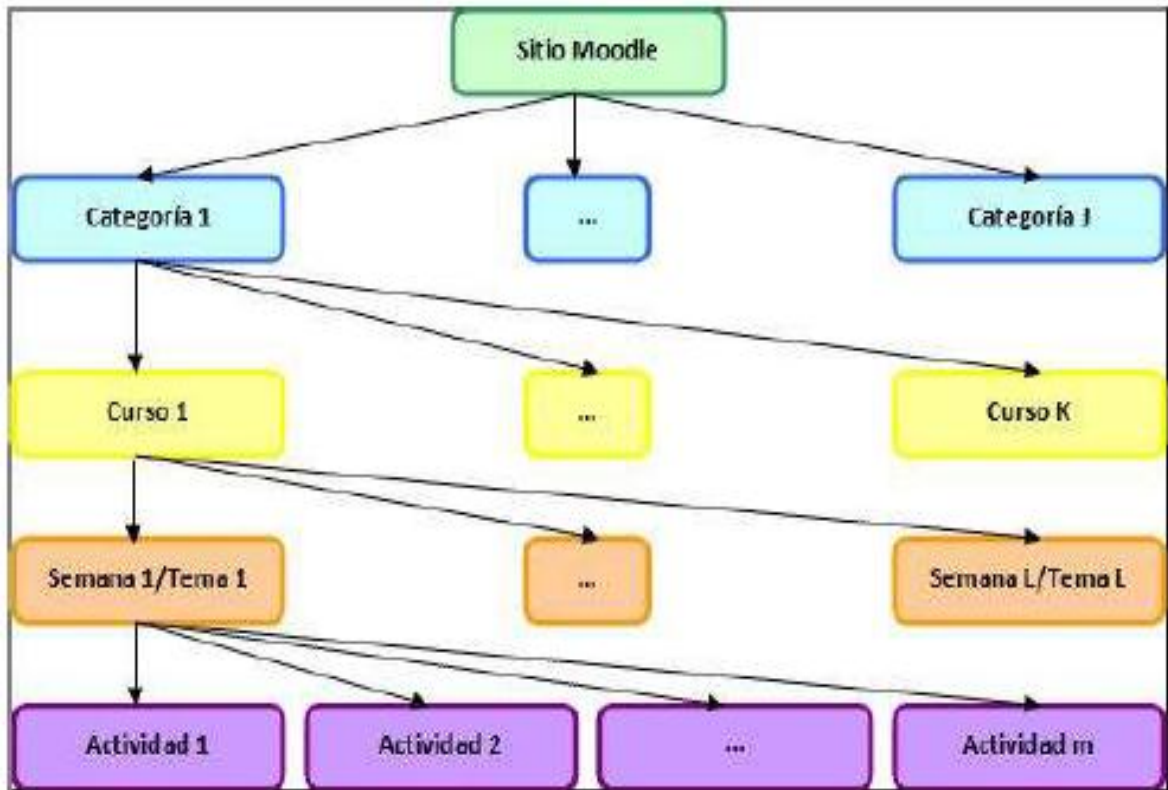 Sitio Moodle
Categoría 1
...
Categoría J
Curso 1
...
Curso K
Semana 1/Tema 1
...
Semana L/Tema L
Actividad 1
Actividad 2
...
Actividad m